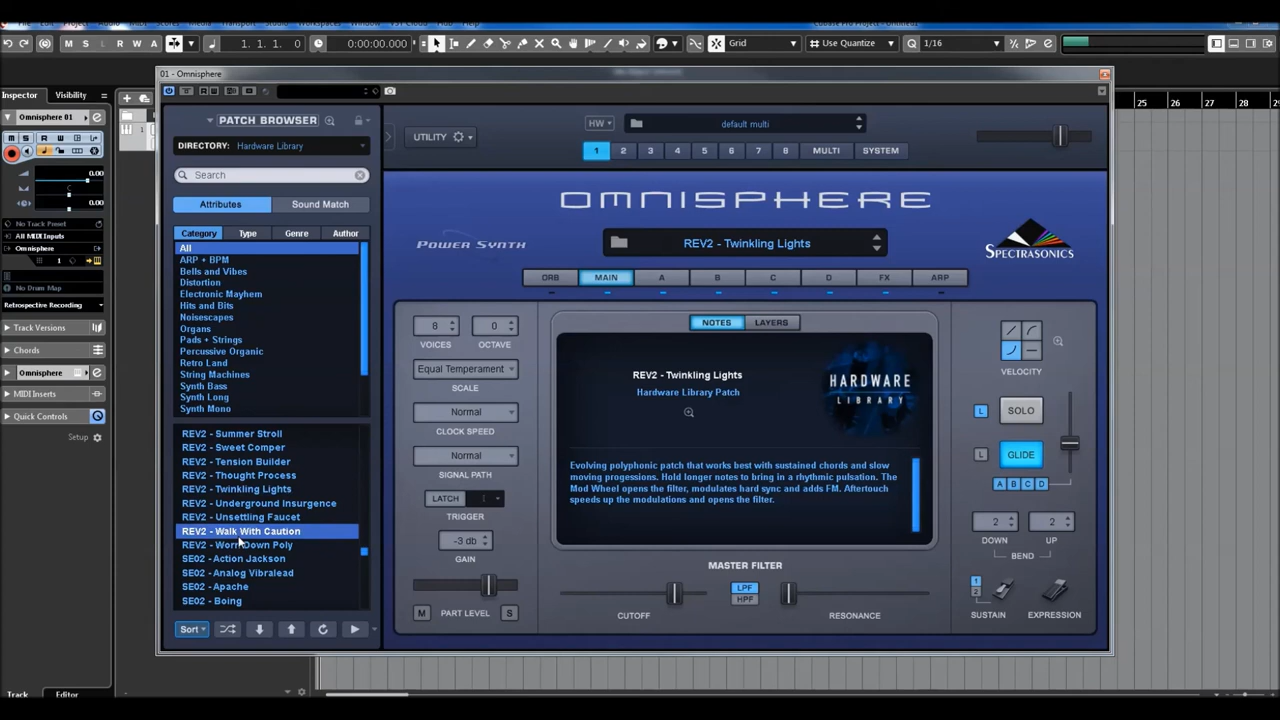 M S L R W A
1. 1. 1. 0
0:00:00.000
Grid
Use Quantize
1/16
Inspector
Visibility
Omnisphere 01
M S R W
0.00
0.00
No Track Preset
All MIDI Inputs
Omnisphere
1
No Drum Map
Retrospective Recording
Track Versions
Chords
Omnisphere
MIDI Inserts
Quick Controls
Setup
Track
Editor
25 26 27 28
01 - Omnisphere
PATCH BROWSER
DIRECTORY: Hardware Library
Search
Attributes
Sound Match
Category
Type
Genre
Author
All
ARP + BPM
Bells and Vibes
Distortion
Electronic Mayhem
Hits and Bits
Noisescapes
Organs
Pads + Strings
Percussive Organic
Retro Land
String Machines
Synth Bass
Synth Long
Synth Mono
REV2 - Summer Stroll
REV2 - Sweet Comper
REV2 - Tension Builder
REV2 - Thought Process
REV2 - Twinkling Lights
REV2 - Underground Insurgence
REV2 - Unsettling Faucet
REV2 - Walk With Caution
REV2 - Worn Down Poly
SE02 - Action Jackson
SE02 - Analog Vibralead
SE02 - Apache
SE02 - Boing
Sort
UTILITY
HW
default multi
1 2 3 4 5 6 7 8 MULTI SYSTEM
OMNISPHERE
POWER SYNTH
REV2 - Twinkling Lights
SPECTRASONICS
ORB MAIN A B C D FX ARP
8
VOICES
0
OCTAVE
Equal Temperament
SCALE
Normal
CLOCK SPEED
Normal
SIGNAL PATH
LATCH
TRIGGER
-3 db
GAIN
M PART LEVEL S
NOTES
LAYERS
REV2 - Twinkling Lights
Hardware Library Patch
HARDWARE
LIBRARY
Evolving polyphonic patch that works best with sustained chords and slow
moving progessions. Hold longer notes to bring in a rhythmic pulsation. The
Mod Wheel opens the filter, modulates hard sync and adds FM. Aftertouch
speeds up the modulations and opens the filter.
MASTER FILTER
CUTOFF
LPF
HPF
RESONANCE
VELOCITY
L SOLO
L GLIDE
A B C D
2
DOWN
2
UP
BEND
1
2
SUSTAIN
EXPRESSION